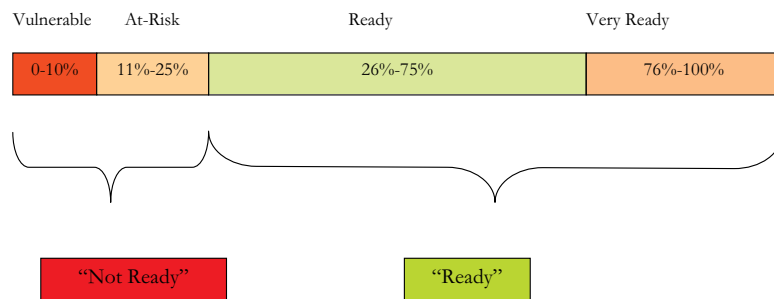 Vulnerable At-Risk Ready Very Ready
0-10% 11%-25% 26%-75% 76%-100%
“Not Ready” “Ready”